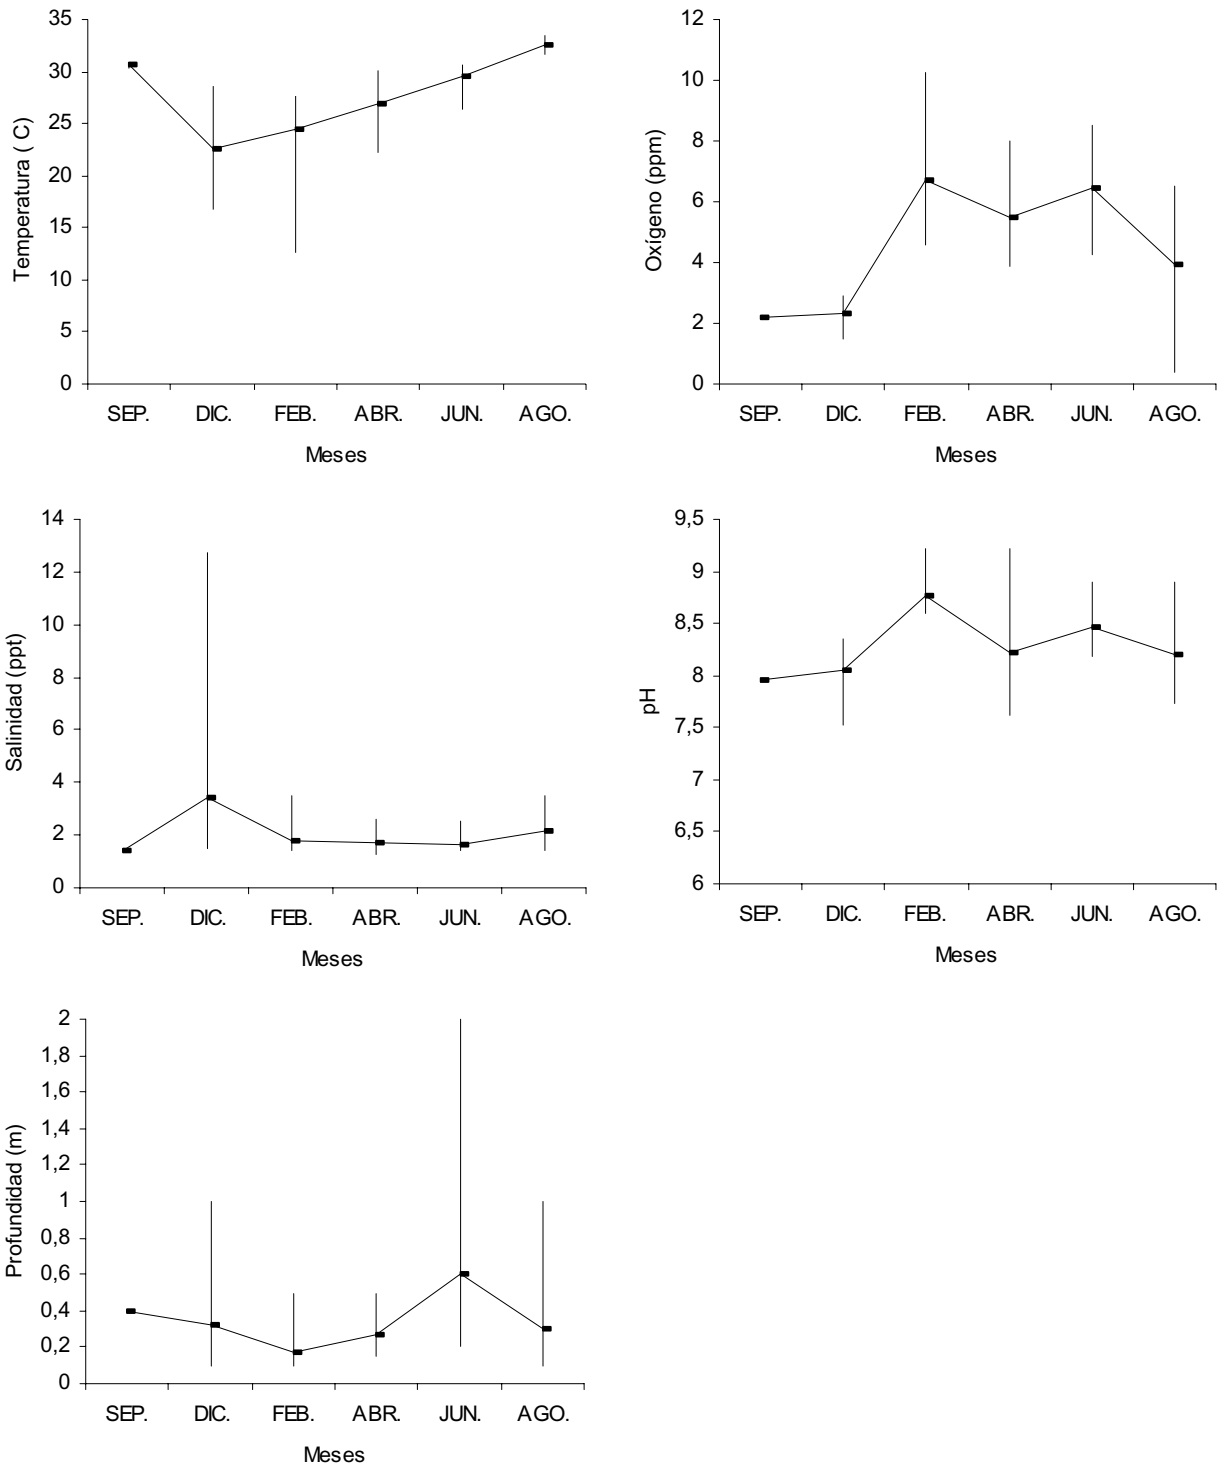 35
30
25
20
15
10
5
0
Temperatura ( C)
SEP. DIC. FEB. ABR. JUN. AGO.
Meses
12
10
8
6
4
2
0
Oxígeno (ppm)
SEP. DIC. FEB. ABR. JUN. AGO.
Meses
14
12
10
8
6
4
2
0
Salinidad (ppt)
SEP. DIC. FEB. ABR. JUN. AGO.
Meses
9,5
9
8,5
8
7,5
7
6,5
6
pH
SEP. DIC. FEB. ABR. JUN. AGO.
Meses
2
1,8
1,6
1,4
1,2
1
0,8
0,6
0,4
0,2
0
Profundidad (m)
SEP. DIC. FEB. ABR. JUN. AGO.
Meses